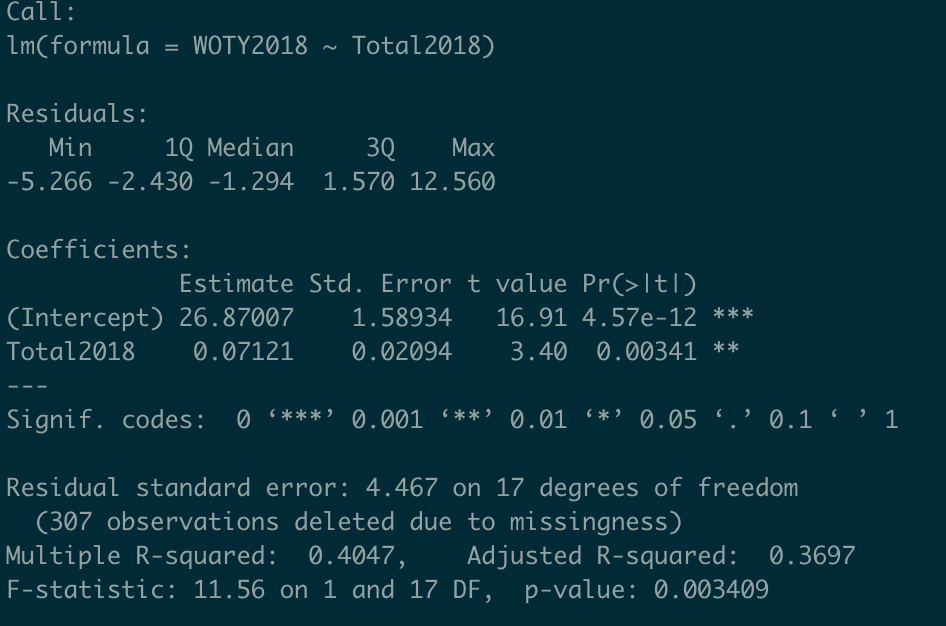 Call:
lm(formula = WOTY2018 ~ Total2018)
Residuals:
   Min     1Q Median     3Q    Max
-5.266 -2.430 -1.294  1.570 12.560
Coefficients:
            Estimate Std. Error t value Pr(>|t|)
(Intercept) 26.87007    1.58934   16.91 4.57e-12 ***
Total2018    0.07121    0.02094    3.40  0.00341 **
---
Signif. codes:  0 ‘***’ 0.001 ‘**’ 0.01 ‘*’ 0.05 ‘.’ 0.1 ‘ ’ 1
Residual standard error: 4.467 on 17 degrees of freedom
  (307 observations deleted due to missingness)
Multiple R-squared:  0.4047,    Adjusted R-squared:  0.3697
F-statistic: 11.56 on 1 and 17 DF,  p-value: 0.003409